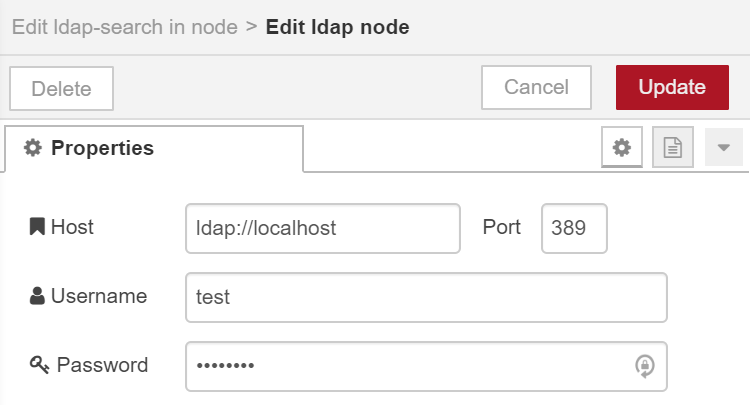 Edit ldap-search in node > Edit ldap node
Delete Cancel Update
Properties
Host ldap://localhost Port 389
Username test
Password ••••••••